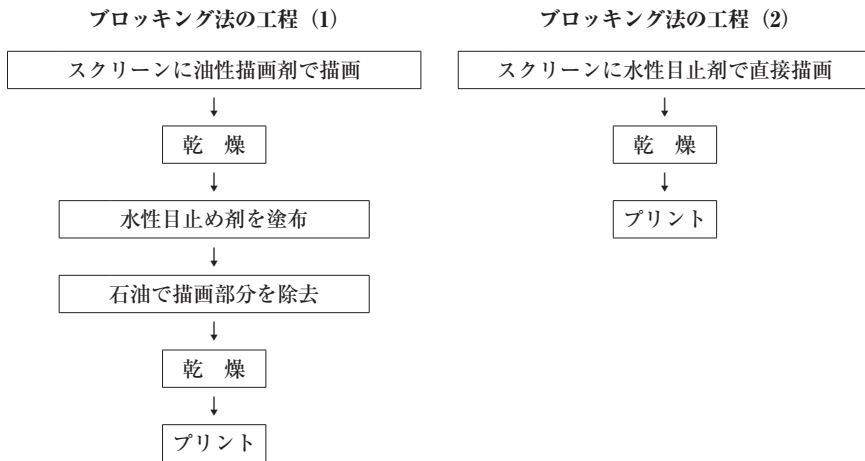 ブロッキング法の工程（1）
スクリーンに油性描画剤で描画
↓
乾　燥
↓
水性目止め剤を塗布
↓
石油で描画部分を除去
↓
乾　燥
↓
プリント
ブロッキング法の工程（2）
スクリーンに水性目止剤で直接描画
↓
乾　燥
↓
プリント